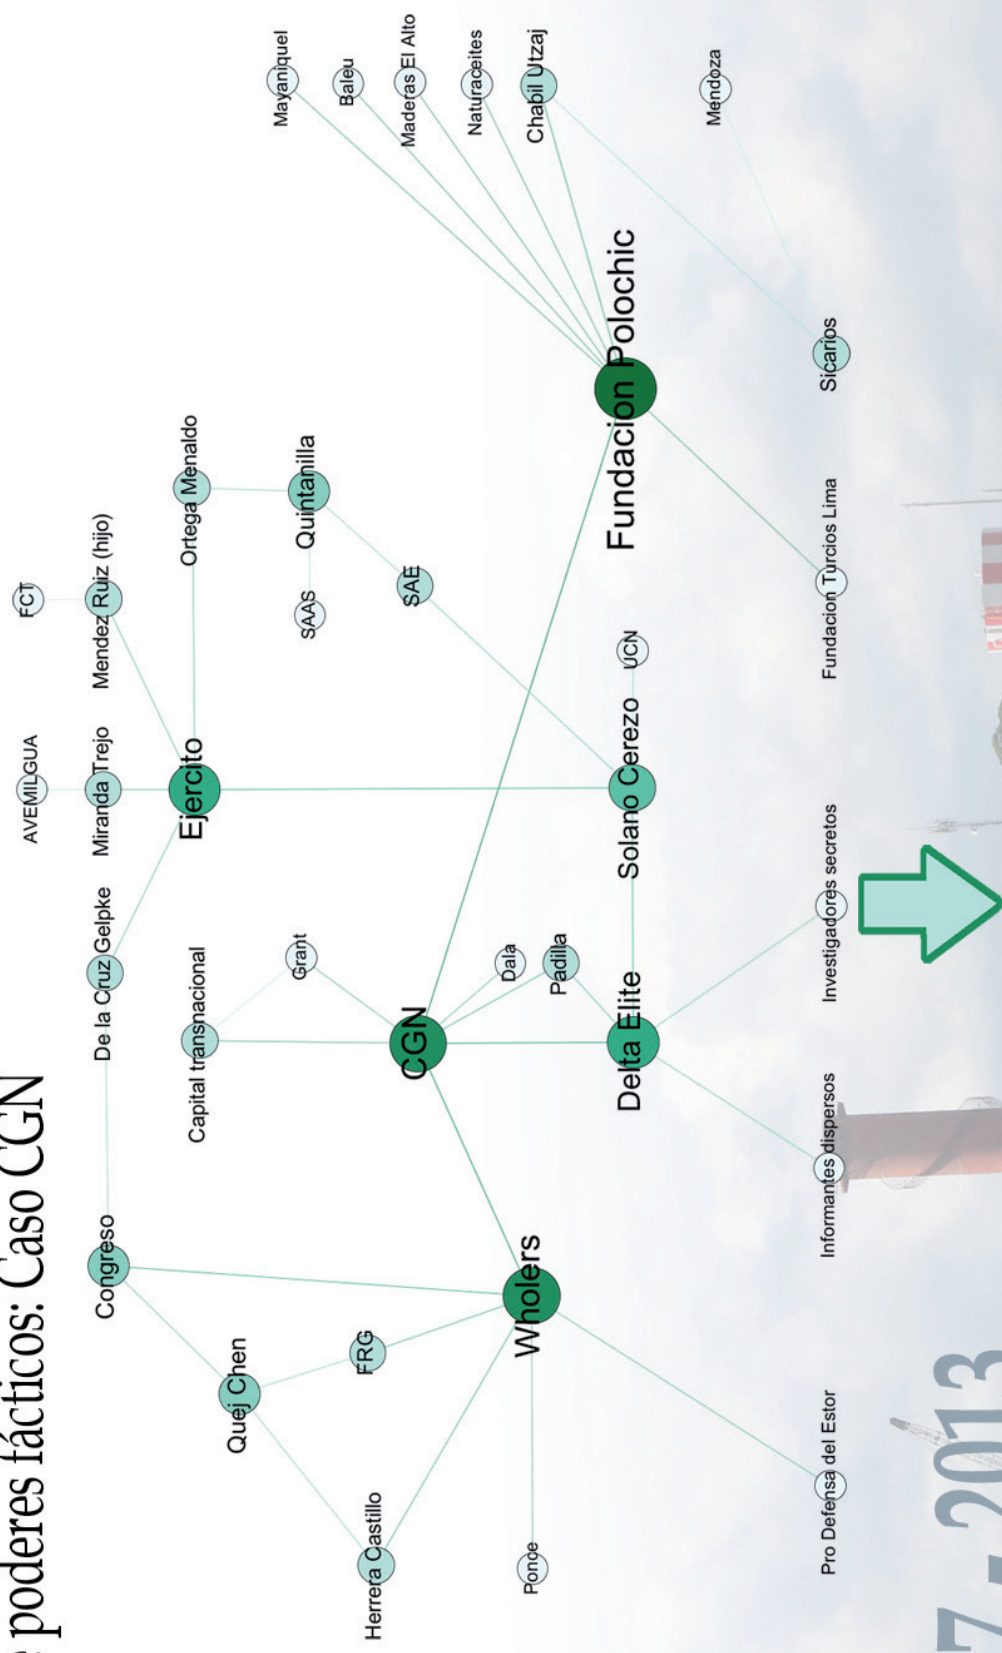 poderes fácticos: Caso CGN
FCT
AVEMILGUA
Mendez Ruiz (hijo)
Miranda Trejo
De la Cruz Gelpke
Congreso
Ortega Menaldo
Ejercito
Capital transnacional
Quej Chen
Mayaniquel
Quintanilla
SAAS
Grant
Baleu
FRG
Herrera Castillo
Maderas El Alto
SAE
CGN
Naturaceites
Dala
Wholers
Ponce
Chabil Utzaj
Padilla
Fundacion Polochic
UCN
Solano Cerezo
Delta Elite
Mendoza
Sicarios
Fundacion Turcios Lima
Investigadores secretos
Informantes dispersos
Pro Defensa del Estor
7 - 2013